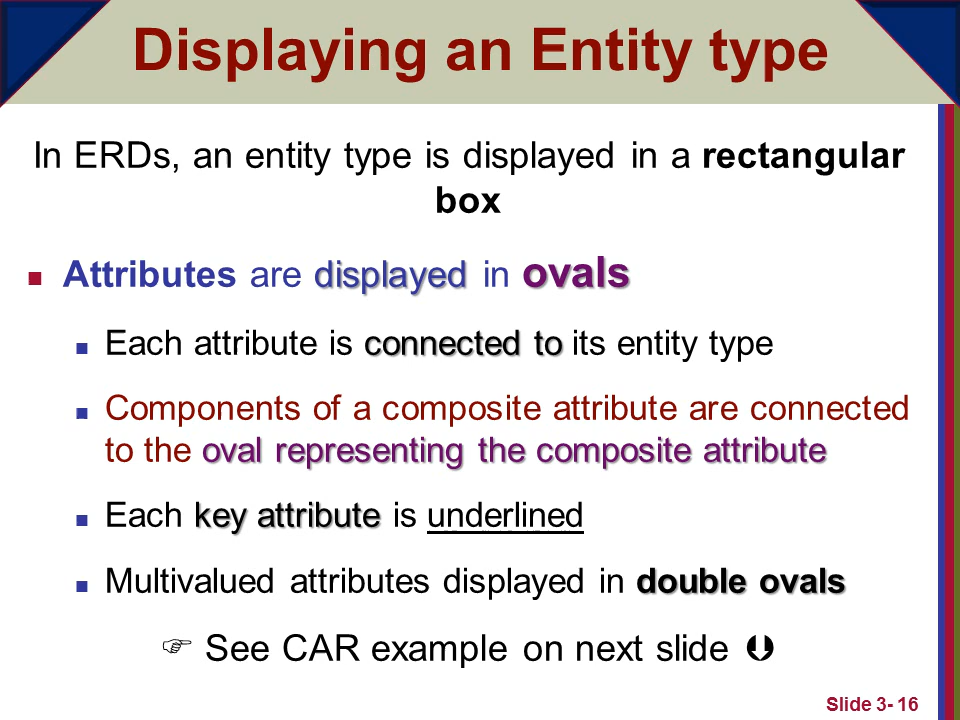 Displaying an Entity type
In ERDs, an entity type is displayed in a rectangular
box
■ Attributes are displayed in ovals
■ Each attribute is connected to its entity type
■ Components of a composite attribute are connected
to the oval representing the composite attribute
■ Each key attribute is underlined
■ Multivalued attributes displayed in double ovals
☞ See CAR example on next slide ⇩
Slide 3- 16